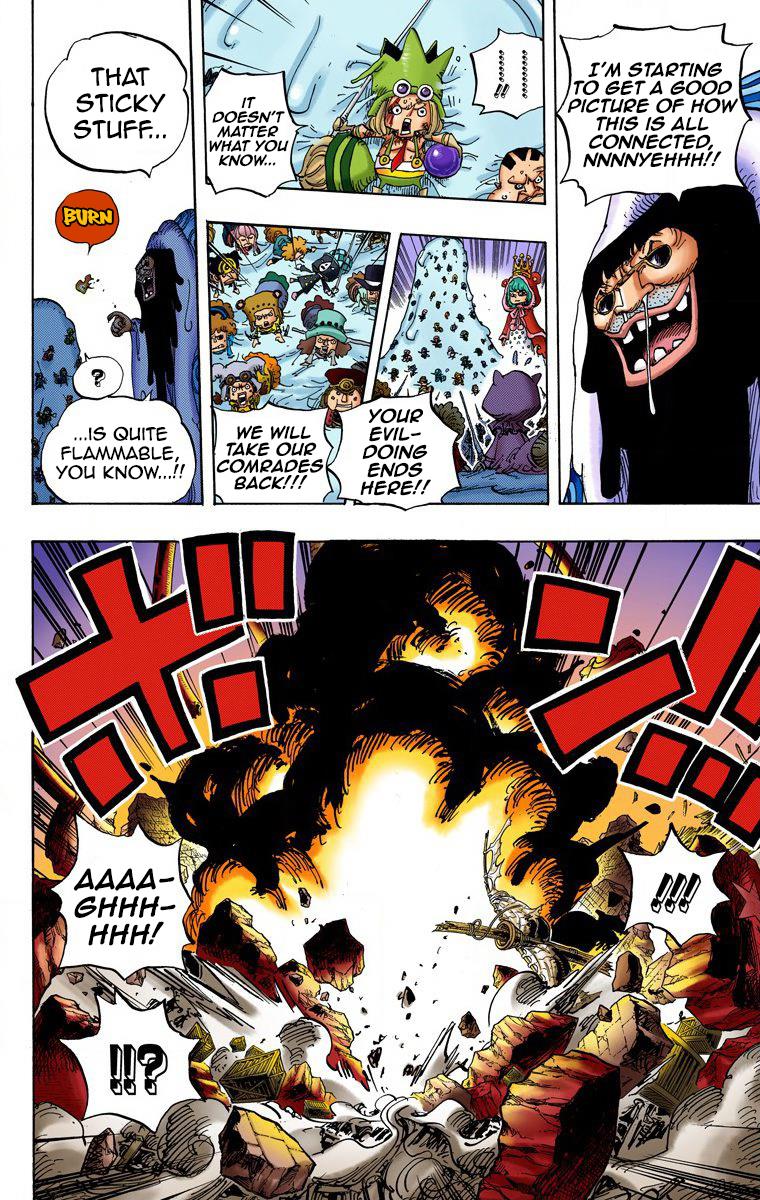 I'M STARTING
TO GET A GOOD
PICTURE OF HOW
THIS IS ALL
CONNECTED,
NNNNYEHHH!!
!!
IT
DOESN'T
MATTER
WHAT YOU
KNOW...
YOUR
EVIL-
DOING
ENDS
HERE!!
WE WILL
TAKE OUR
COMRADES
BACK!!!
THAT
STICKY
STUFF...
BURN
?
...IS QUITE
FLAMMABLE,
YOU KNOW...!!
ボン!!
!!!
AAAA-
GHHH-
HHH!
!!?